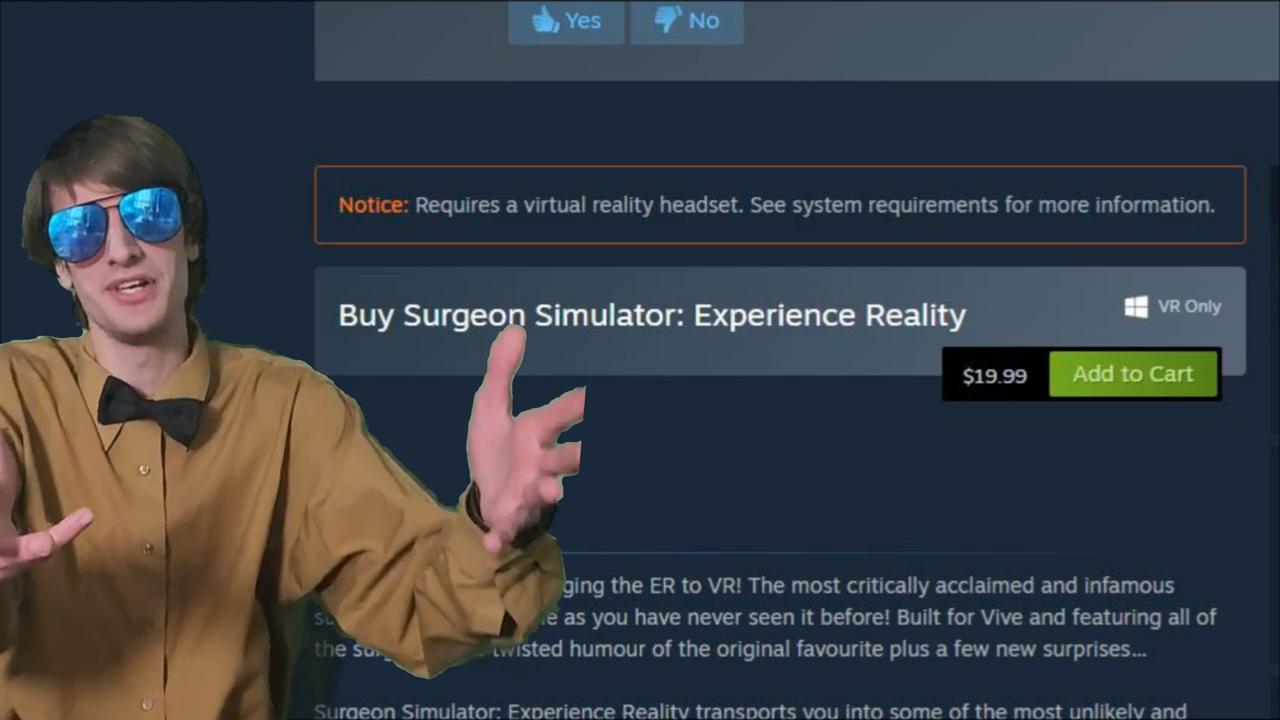 Yes No
Notice: Requires a virtual reality headset. See system requirements for more information.
Buy Surgeon Simulator: Experience Reality
VR Only
$19.99 Add to Cart
the ER to VR! The most critically acclaimed and infamous
as you have never seen it before! Built for Vive and featuring all of
the twisted humour of the original favourite plus a few new surprises...
Surgeon Simulator: Experience Reality transports you into some of the most unlikely and